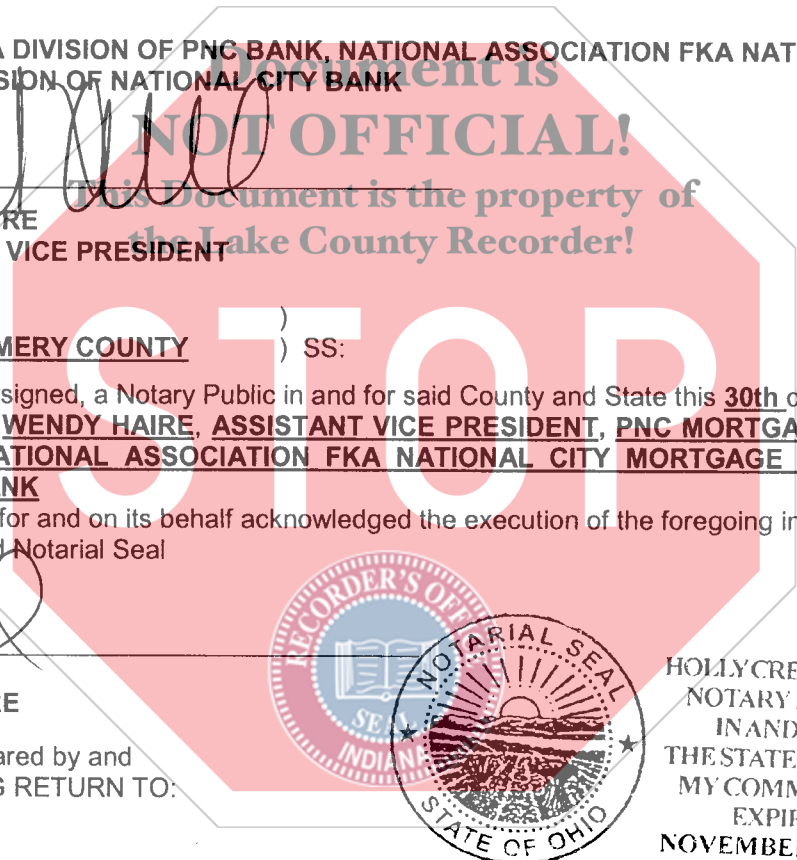 A DIVISION OF PNC BANK, NATIONAL ASSOCIATION FKA NAT
SION OF NATIONAL CITY BANK
Document is
NOT OFFICIAL!
This Document is the property of
the Lake County Recorder!
RE
VICE PRESIDENT
)
MERY COUNTY ) SS:
STOP
rsigned, a Notary Public in and for said County and State this 30th
WENDY HAIRE, ASSISTANT VICE PRESIDENT, PNC MORTGA
ATIONAL ASSOCIATION FKA NATIONAL CITY MORTGAGE
NK
for and on its behalf acknowledged the execution of the foregoing in
d Notarial Seal
RECORDER'S OFF
SEAL
INDIANA
NOTARIAL SEAL
STATE OF OHIO
RE
ared by and
G RETURN TO:
HOLLY CRE
NOTARY
IN AND
THE STATE
MY COMM
EXPIR
NOVEMBE